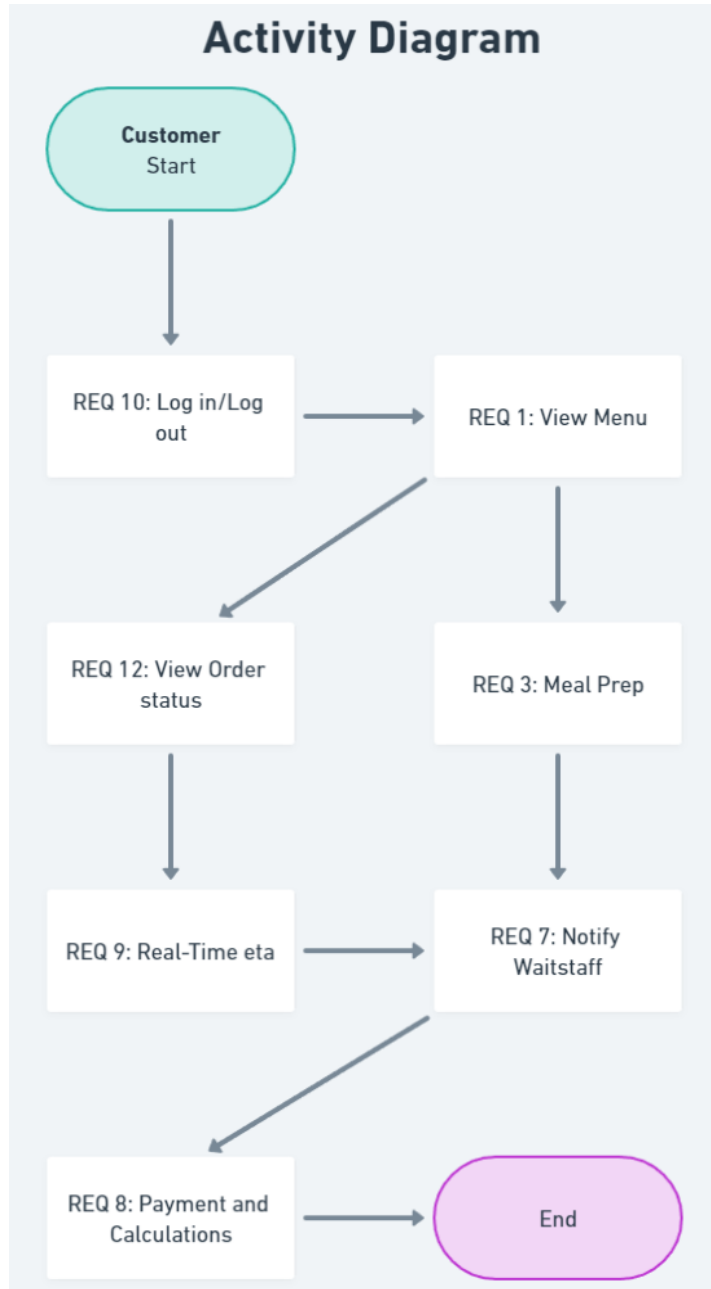 Activity Diagram
Customer
Start
REQ 10: Log in/Log
out
REQ 1: View Menu
REQ 12: View Order
status
REQ 3: Meal Prep
REQ 9: Real-Time eta
REQ 7: Notify
Waitstaff
REQ 8: Payment and
Calculations
End